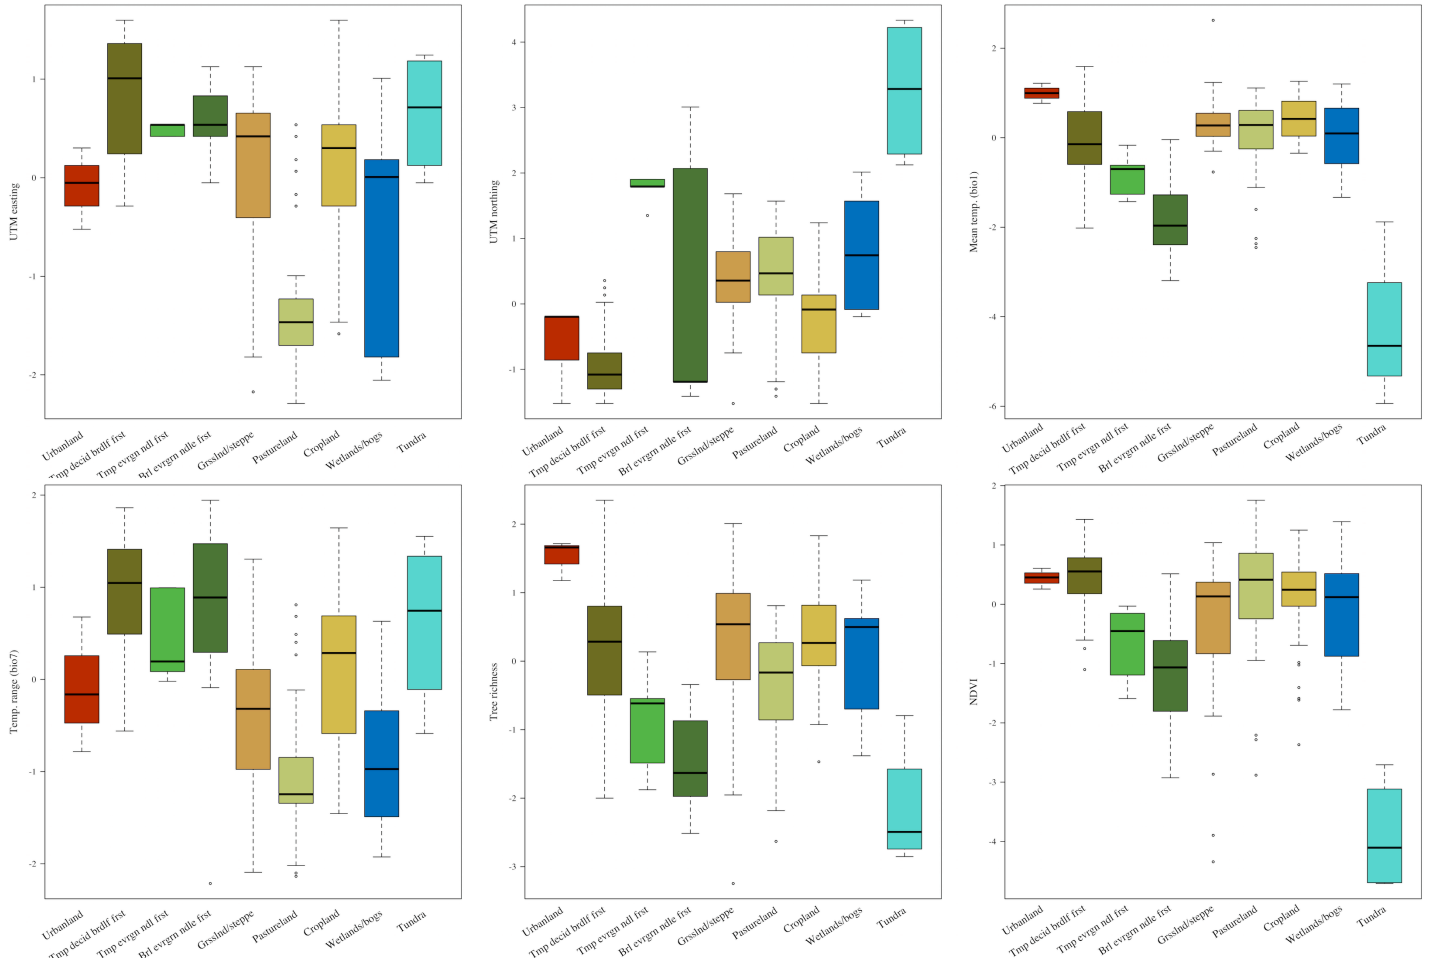 UTM easting
1
0
-1
-2
Urbanland
Tmp decid brdlf frst
Tmp evrgn ndl frst
Brl evrgrn ndle frst
Grsslnd/steppe
Pastureland
Cropland
Wetlands/bogs
Tundra
UTM northing
4
3
2
1
0
-1
Urbanland
Tmp decid brdlf frst
Tmp evrgn ndl frst
Brl evrgrn ndle frst
Grsslnd/steppe
Pastureland
Cropland
Wetlands/bogs
Tundra
Mean temp. (bio1)
2
0
-2
-4
-6
Urbanland
Tmp decid brdlf frst
Tmp evrgn ndl frst
Brl evrgrn ndle frst
Grsslnd/steppe
Pastureland
Cropland
Wetlands/bogs
Tundra
Temp. range (bio7)
2
1
0
-1
-2
Urbanland
Tmp decid brdlf frst
Tmp evrgn ndl frst
Brl evrgrn ndle frst
Grsslnd/steppe
Pastureland
Cropland
Wetlands/bogs
Tundra
Tree richness
2
1
0
-1
-2
-3
Urbanland
Tmp decid brdlf frst
Tmp evrgn ndl frst
Brl evrgrn ndle frst
Grsslnd/steppe
Pastureland
Cropland
Wetlands/bogs
Tundra
NDVI
2
1
0
-1
-2
-3
-4
Urbanland
Tmp decid brdlf frst
Tmp evrgn ndl frst
Brl evrgrn ndle frst
Grsslnd/steppe
Pastureland
Cropland
Wetlands/bogs
Tundra